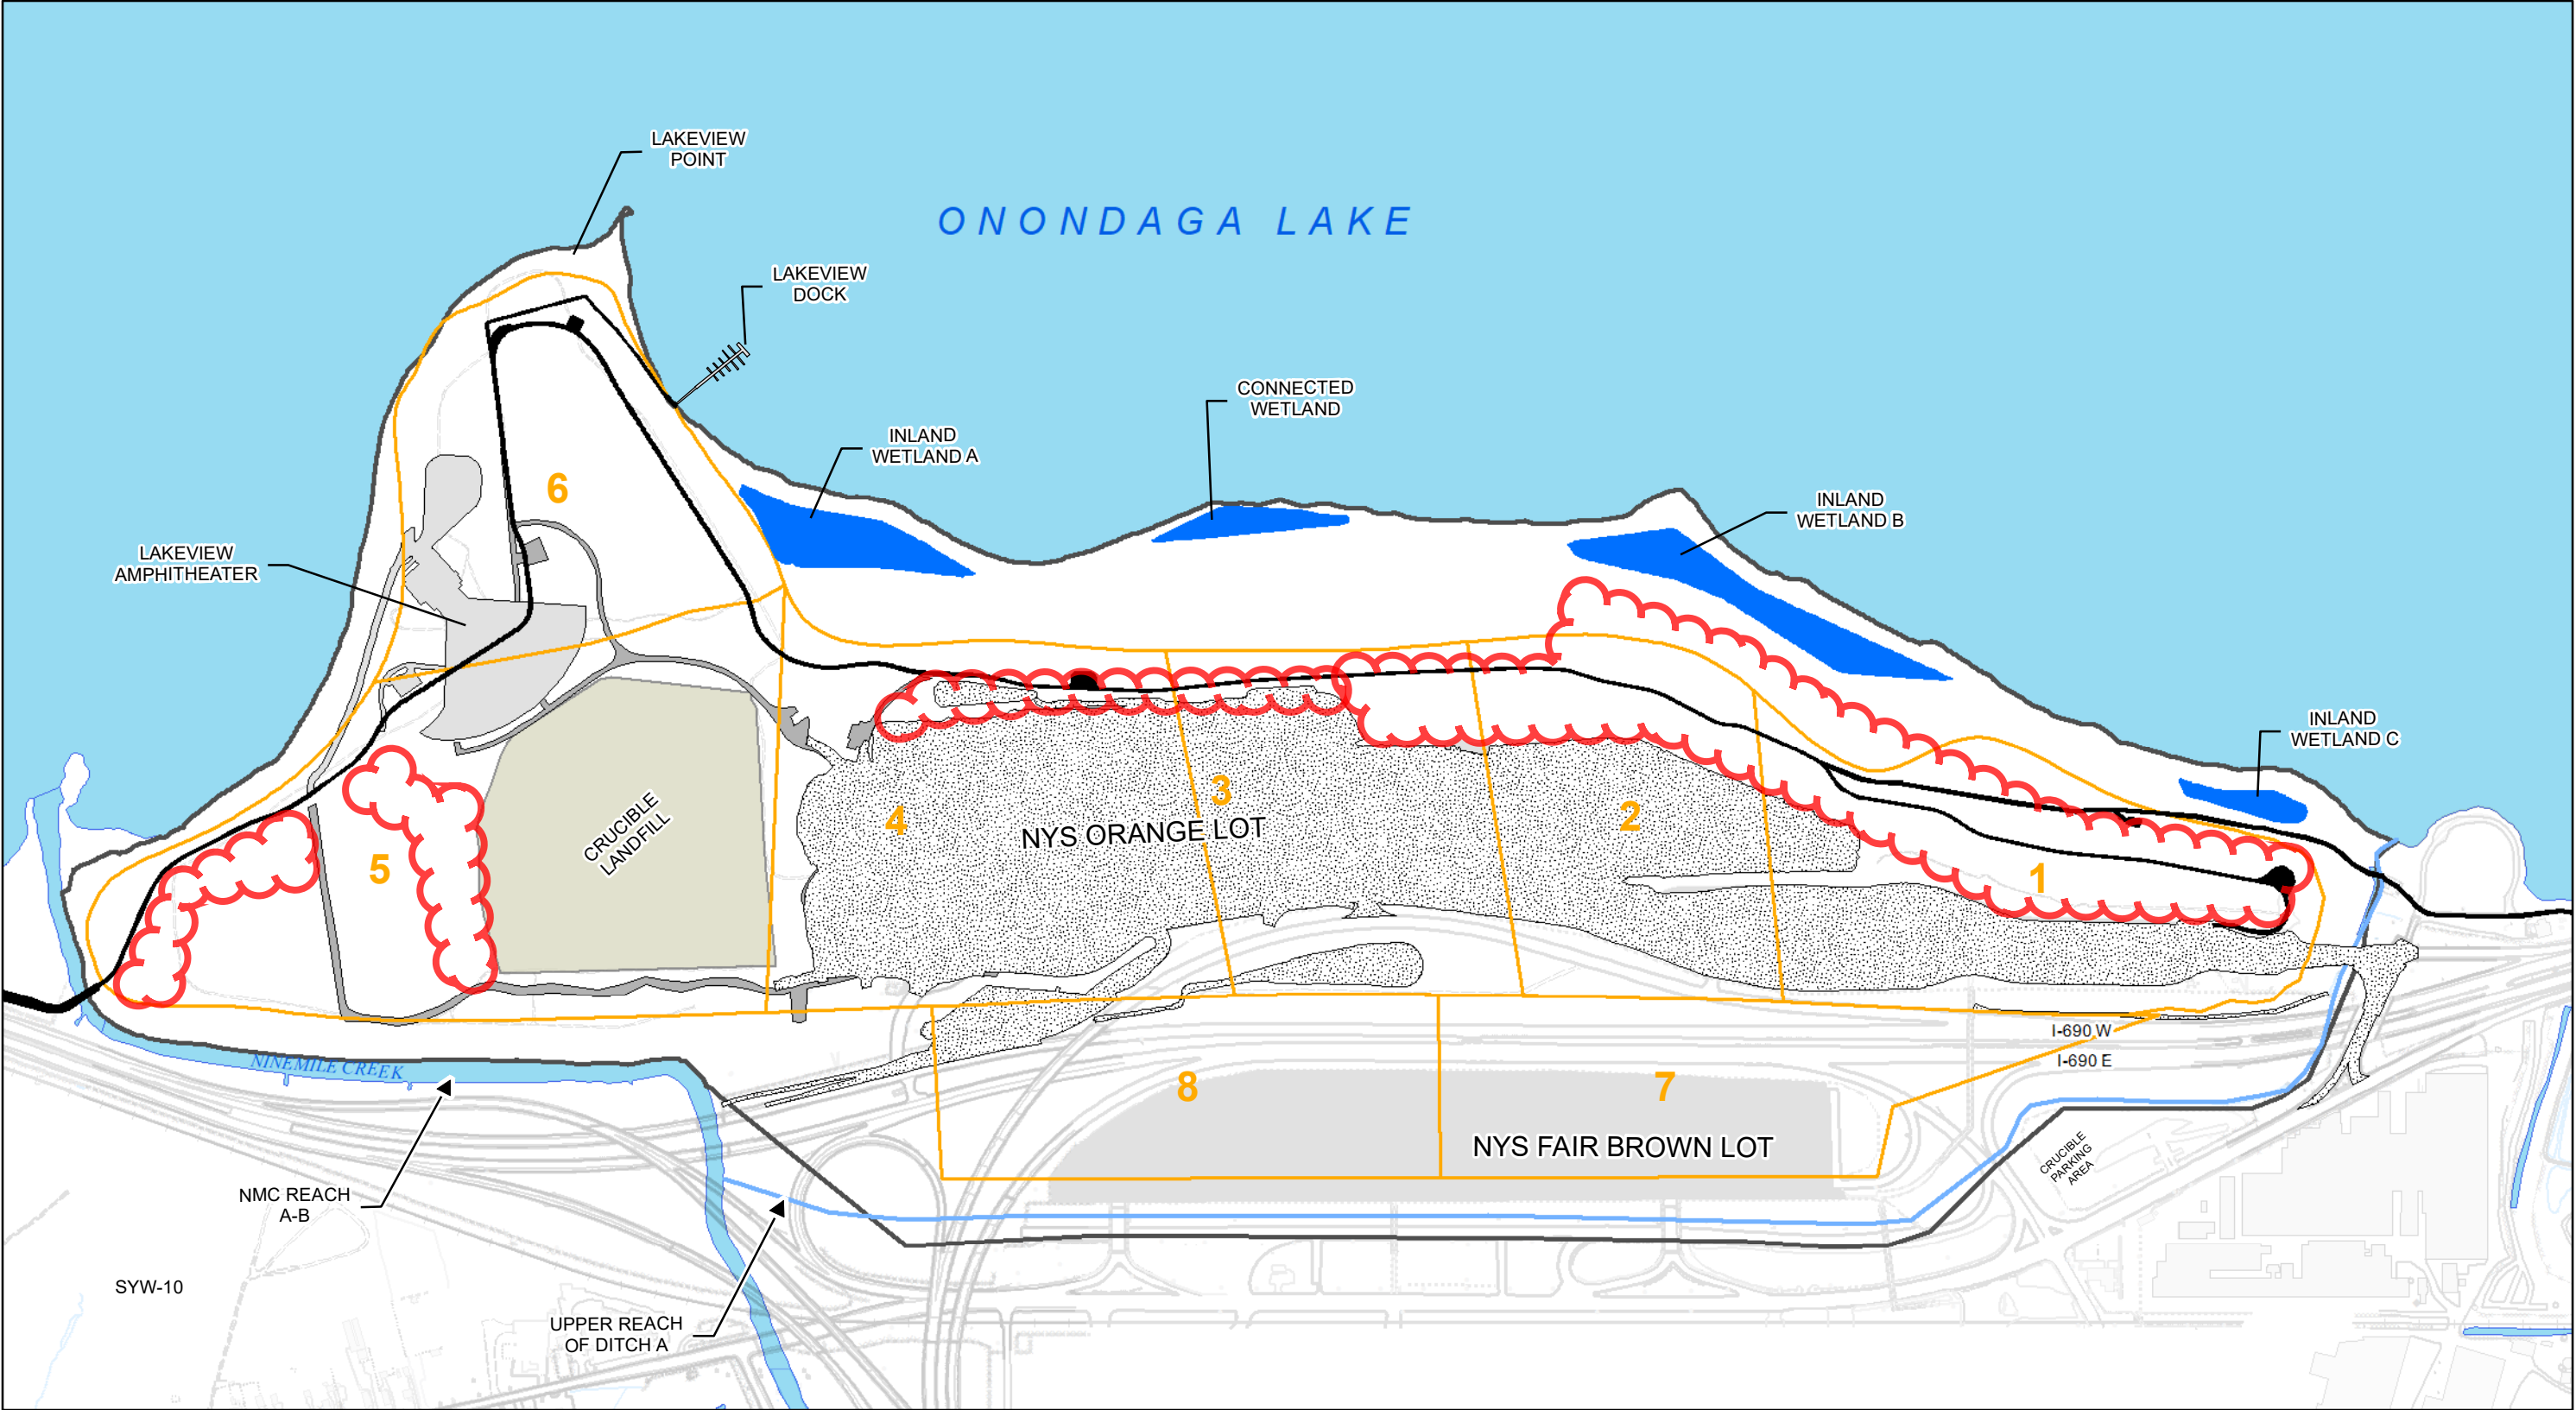 LAKEVIEW
POINT
ONONDAGA LAKE
LAKEVIEW
DOCK
CONNECTED
WETLAND
INLAND
WETLAND A
6
INLAND
WETLAND B
LAKEVIEW
AMPHITHEATER
INLAND
WETLAND C
3
4
2
NYS ORANGE LOT
CRUCIBLE
LANDFILL
5
1
I-690 W
I-690 E
NINEMILE CREEK
8
7
NYS FAIR BROWN LOT
CRUCIBLE
PARKING
AREA
NMC REACH
A-B
SYW-10
UPPER REACH
OF DITCH A